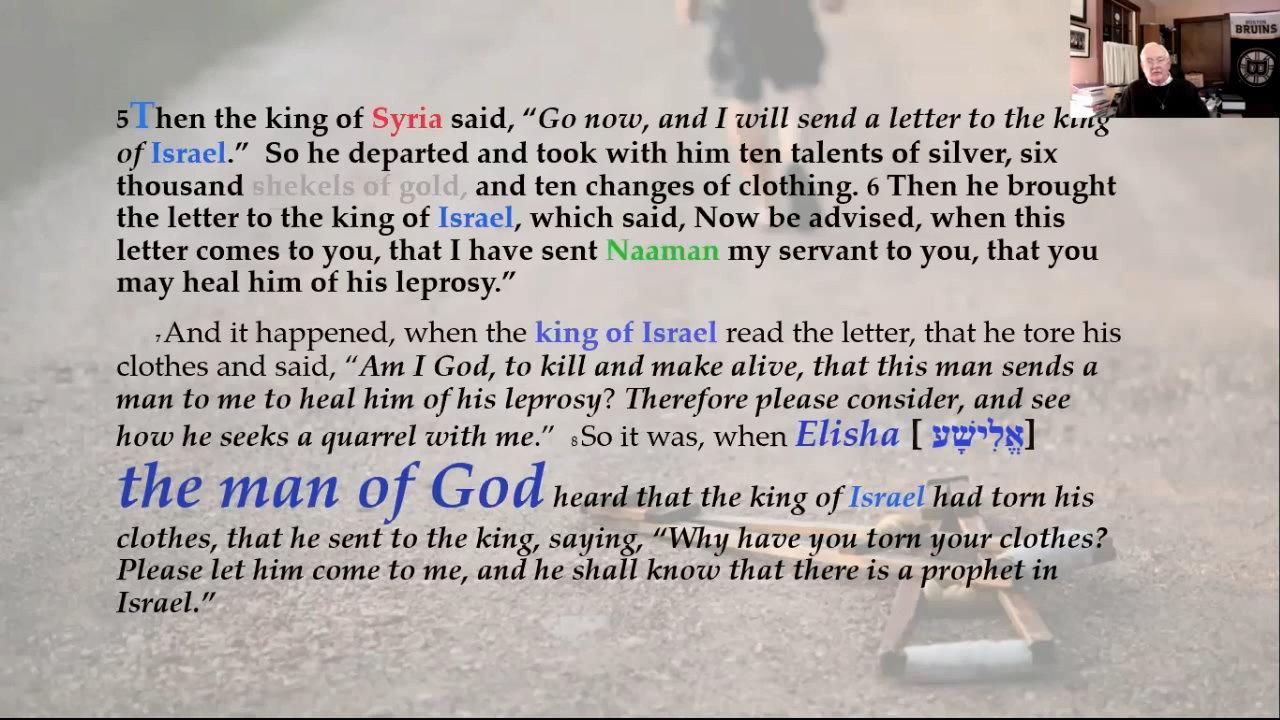 BOSTON
BRUINS
5Then the king of Syria said, “Go now, and I will send a letter to the king
of Israel.” So he departed and took with him ten talents of silver, six
thousand shekels of gold, and ten changes of clothing. 6 Then he brought
the letter to the king of Israel, which said, Now be advised, when this
letter comes to you, that I have sent Naaman my servant to you, that you
may heal him of his leprosy.”
7And it happened, when the king of Israel read the letter, that he tore his
clothes and said, “Am I God, to kill and make alive, that this man sends a
man to me to heal him of his leprosy? Therefore please consider, and see
how he seeks a quarrel with me.” 8So it was, when Elisha [ אֱלִישָׁע]
the man of God heard that the king of Israel had torn his
clothes, that he sent to the king, saying, “Why have you torn your clothes?
Please let him come to me, and he shall know that there is a prophet in
Israel.”